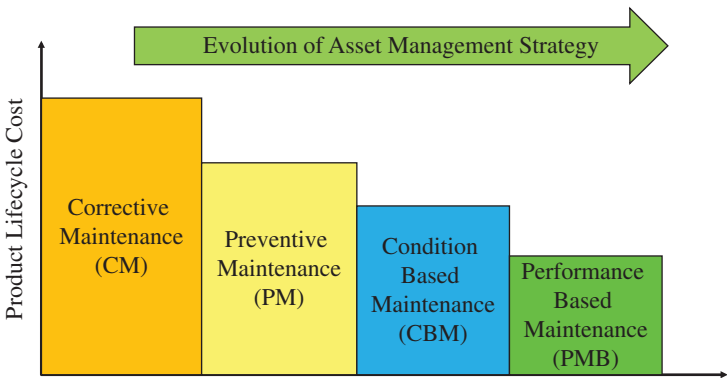 Evolution of Asset Management Strategy
Product Lifecycle Cost
Corrective
Maintenance
(CM)
Preventive
Maintenance
(PM)
Condition
Based
Maintenance
(CBM)
Performance
Based
Maintenance
(PMB)